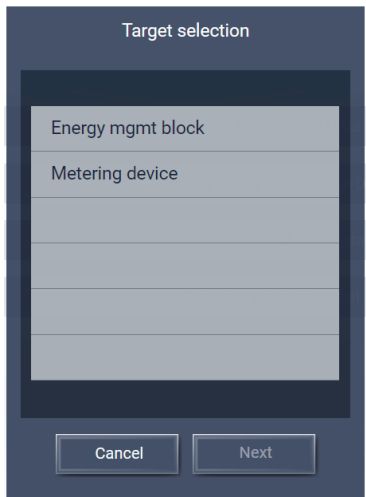 Target selection
Energy mgmt block
Metering device
Cancel
Next